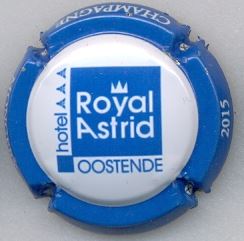 CHAMPAGNE
hotel
Royal
Astrid
OOSTENDE
2015